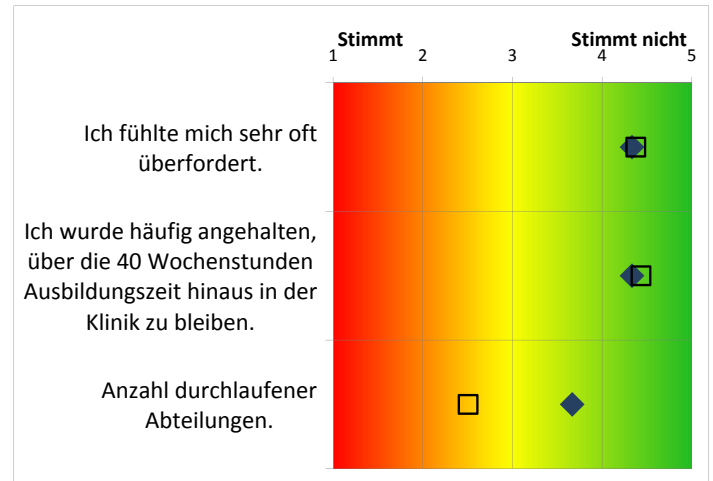 Stimmt Stimmt nicht
1 2 3 4 5
Ich fühlte mich sehr oft
überfordert.
Ich wurde häufig angehalten,
über die 40 Wochenstunden
Ausbildungszeit hinaus in der
Klinik zu bleiben.
Anzahl durchlaufener
Abteilungen.